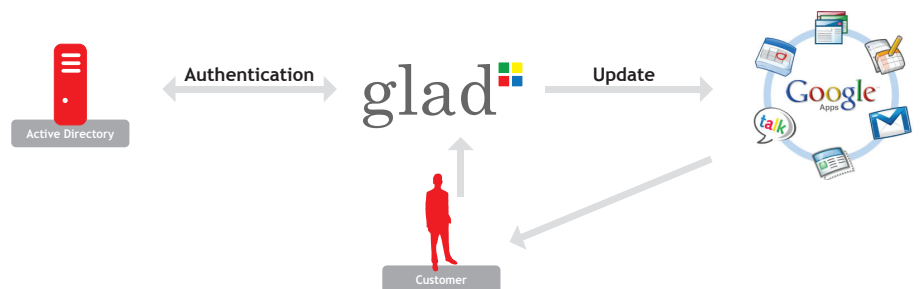 Authentication
glad
Update
Google
Apps
talk
Active Directory
Customer